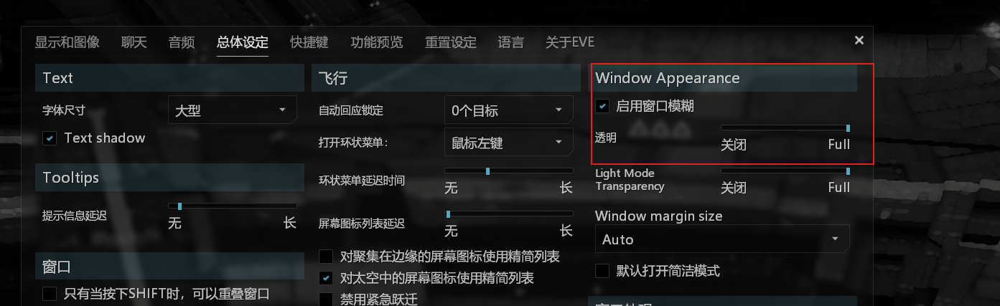 显示和图像 聊天 音频 总体设定 快捷键 功能预览 重置设定 语言 关于EVE
Text
字体尺寸 大型
Text shadow
Tooltips
提示信息延迟
无 长
窗口
只有当按下SHIFT时，可以重叠窗口
飞行
自动回应锁定 0个目标
打开环状菜单： 鼠标左键
环状菜单延迟时间
无 长
屏幕图标列表延迟
无 长
对聚集在边缘的屏幕图标使用精简列表
对太空中的屏幕图标使用精简列表
禁用紧急跃迁
Window Appearance
启用窗口模糊
透明
关闭 Full
Light Mode
Transparency
关闭 Full
Window margin size
Auto
默认打开简洁模式